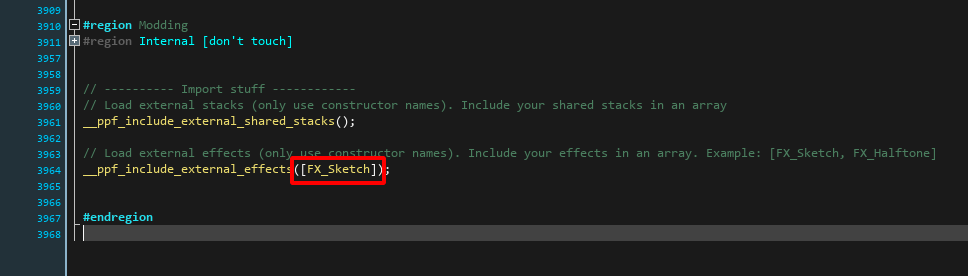 3909
3910 #region Modding
3911 #region Internal [don't touch]
3957
3958
3959 // ---------- Import stuff ------------
3960 // Load external stacks (only use constructor names). Include your shared stacks in an array
3961 __ppf_include_external_shared_stacks();
3962
3963 // Load external effects (only use constructor names). Include your effects in an array. Example: [FX_Sketch, FX_Halftone]
3964 __ppf_include_external_effects([FX_Sketch]);
3965
3966
3967 #endregion
3968